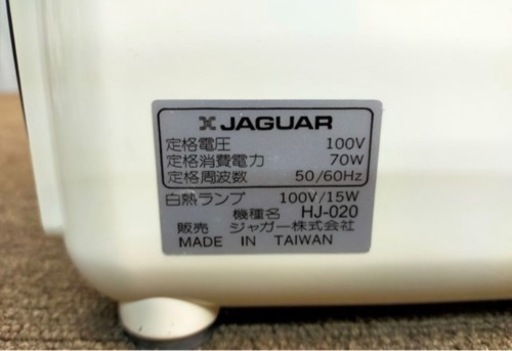 JAGUAR
定格電圧 100V
定格消費電力 70W
定格周波数 50/60Hz
白熱ランプ 100V/15W
機種名 HJ-020
販売 ジャガー株式会社
MADE IN TAIWAN